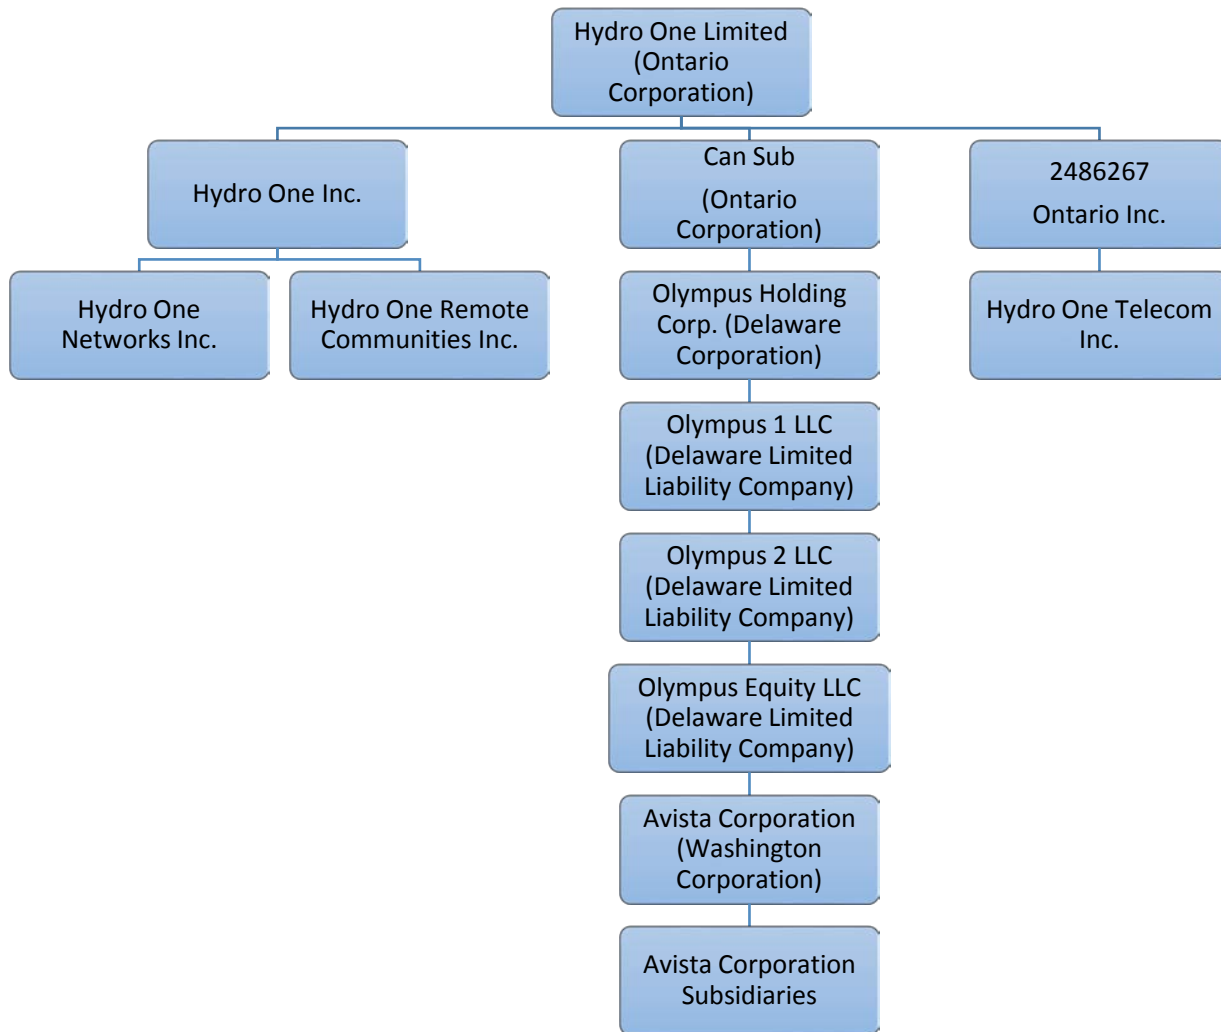 Hydro One Limited
(Ontario
Corporation)
Hydro One Inc.
Can Sub
(Ontario
Corporation)
2486267
Ontario Inc.
Hydro One
Networks Inc.
Hydro One Remote
Communities Inc.
Olympus Holding
Corp. (Delaware
Corporation)
Hydro One Telecom
Inc.
Olympus 1 LLC
(Delaware Limited
Liability Company)
Olympus 2 LLC
(Delaware Limited
Liability Company)
Olympus Equity LLC
(Delaware Limited
Liability Company)
Avista Corporation
(Washington
Corporation)
Avista Corporation
Subsidiaries